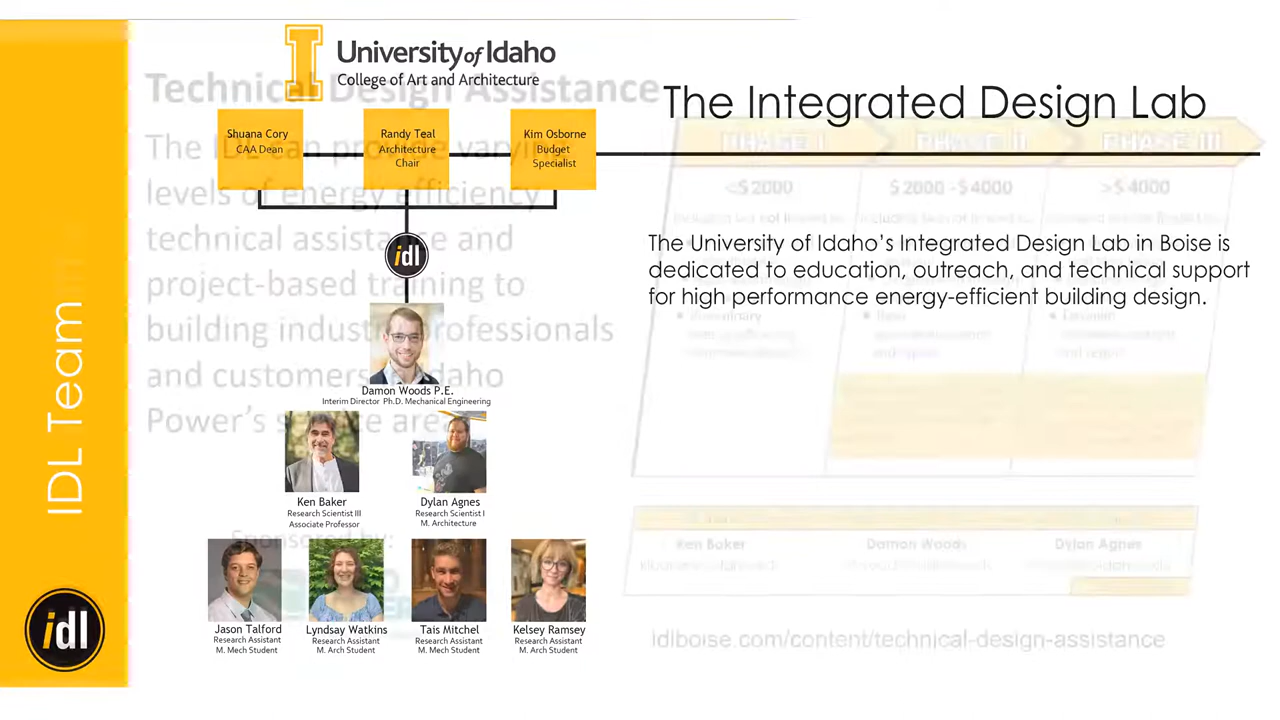 University of Idaho
College of Art and Architecture
Shuana Cory
CAA Dean
Randy Teal
Architecture
Chair
Kim Osborne
Budget
Specialist
idl
Damon Woods P.E.
Interim Director Ph.D. Mechanical Engineering
Ken Baker
Research Scientist III
Associate Professor
Dylan Agnes
Research Scientist I
M. Architecture
Jason Talford
Research Assistant
M. Mech Student
Lyndsay Watkins
Research Assistant
M. Arch Student
Tais Mitchel
Research Assistant
M. Mech Student
Kelsey Ramsey
Research Assistant
M. Arch Student
The Integrated Design Lab
The University of Idaho's Integrated Design Lab in Boise is
dedicated to education, outreach, and technical support
for high performance energy-efficient building design.
IDL Team
idl
Technical Design Assistance
The IDL can provide varying
levels of energy efficiency
technical assistance and
project-based training to
building industry professionals
and customers Idaho
Power's service area
Sponsored by:
PHASE I
PHASE II
PHASE III
<$2000
$2000 -$4000
>$4000
Ken Baker
Damon Woods
Dylan Agnes
idlboise.com/content/technical-design-assistance